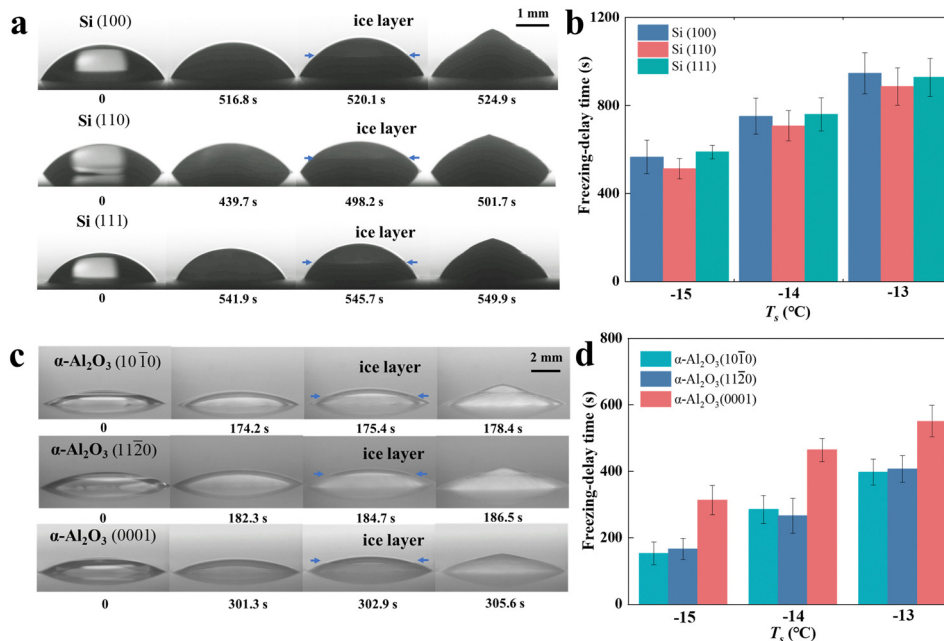 a
Si (100)
ice layer
1 mm
0
516.8 s
520.1 s
524.9 s
Si (110)
ice layer
0
439.7 s
498.2 s
501.7 s
Si (111)
ice layer
0
541.9 s
545.7 s
549.9 s
b
Freezing-delay time (s)
1200
900
600
300
0
Si (100)
Si (110)
Si (111)
-15
-14
-13
Tₛ (°C)
c
α-Al₂O₃ (101̅0)
ice layer
2 mm
0
174.2 s
175.4 s
178.4 s
α-Al₂O₃ (112̅0)
ice layer
0
182.3 s
184.7 s
186.5 s
α-Al₂O₃ (0001)
ice layer
0
301.3 s
302.9 s
305.6 s
d
Freezing-delay time (s)
800
600
400
200
0
α-Al₂O₃(101̅0)
α-Al₂O₃(112̅0)
α-Al₂O₃(0001)
-15
-14
-13
Tₛ (°C)